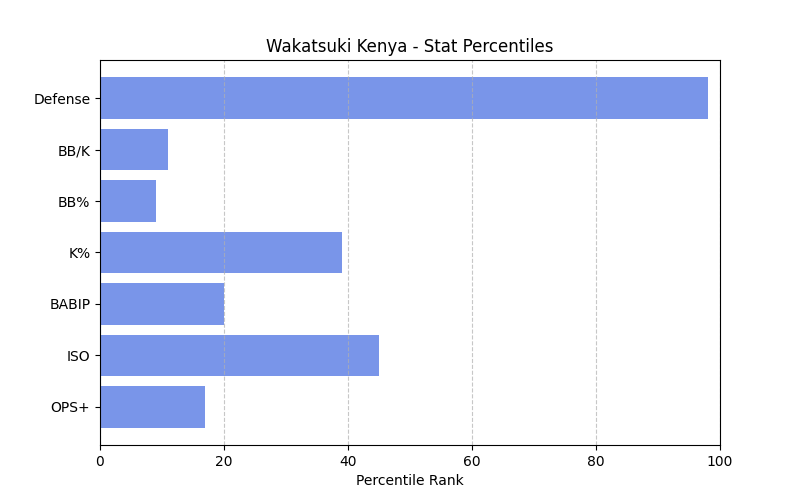 Wakatsuki Kenya - Stat Percentiles
Defense
BB/K
BB%
K%
BABIP
ISO
OPS+
0 20 40 60 80 100
Percentile Rank